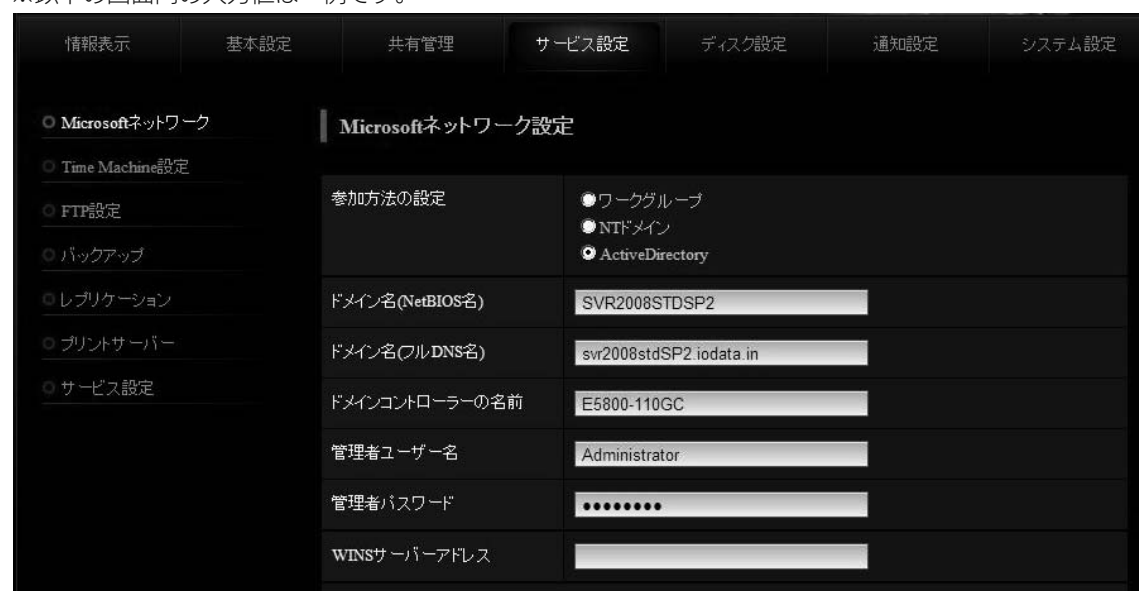 ※以下の画面内の入力値は一例です。
情報表示 基本設定 共有管理 サービス設定 ディスク設定 通知設定 システム設定
Microsoftネットワーク
Time Machine設定
FTP設定
バックアップ
レプリケーション
プリントサーバー
サービス設定
Microsoftネットワーク設定
参加方法の設定
ワークグループ
NTドメイン
ActiveDirectory
ドメイン名(NetBIOS名) SVR2008STDSP2
ドメイン名(フルDNS名) svr2008stdSP2.iodata.in
ドメインコントローラーの名前 E5800-110GC
管理者ユーザー名 Administrator
管理者パスワード ●●●●●●●●
WINSサーバーアドレス